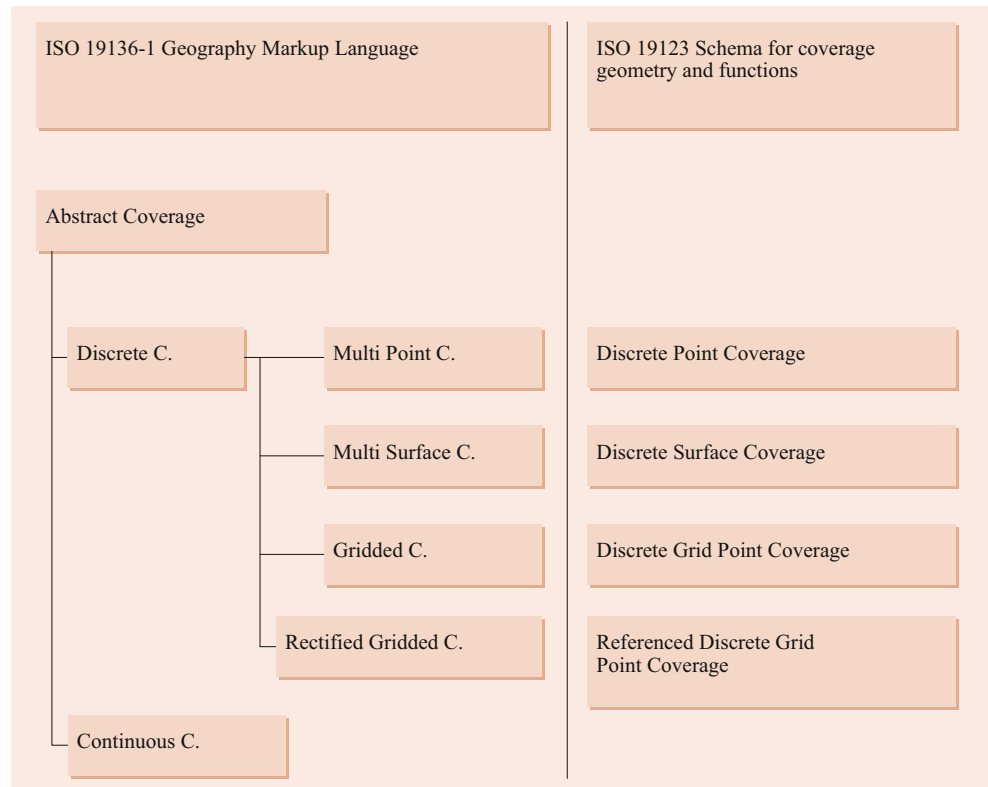 ISO 19136-1 Geography Markup Language
ISO 19123 Schema for coverage
geometry and functions
Abstract Coverage
Discrete C.
Multi Point C.
Discrete Point Coverage
Multi Surface C.
Discrete Surface Coverage
Gridded C.
Discrete Grid Point Coverage
Rectified Gridded C.
Referenced Discrete Grid
Point Coverage
Continuous C.